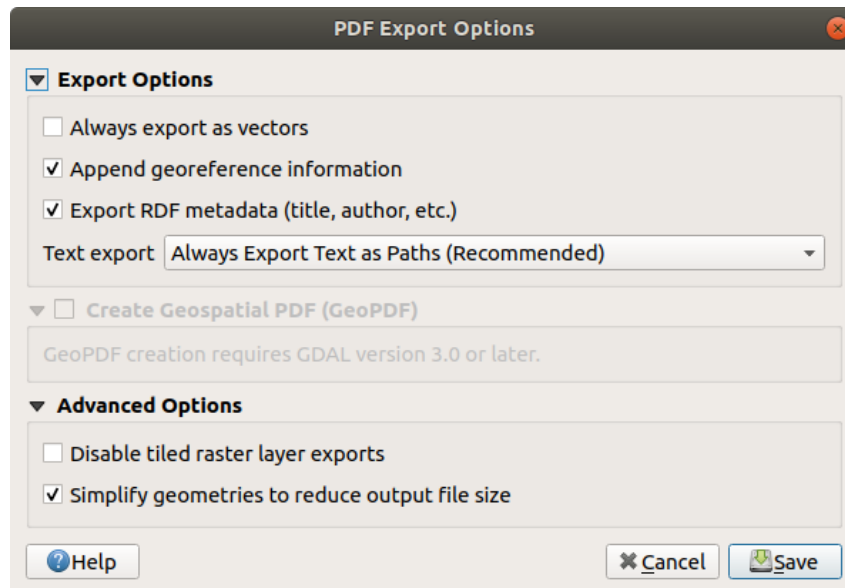 PDF Export Options
Export Options
Always export as vectors
Append georeference information
Export RDF metadata (title, author, etc.)
Text export Always Export Text as Paths (Recommended)
Create Geospatial PDF (GeoPDF)
GeoPDF creation requires GDAL version 3.0 or later.
Advanced Options
Disable tiled raster layer exports
Simplify geometries to reduce output file size
Help Cancel Save